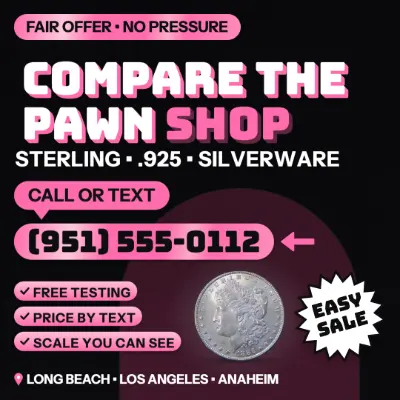 FAIR OFFER ▪ NO PRESSURE
COMPARE THE
PAWN SHOP
STERLING ▪ .925 ▪ SILVERWARE
CALL OR TEXT
(951) 555-0112
FREE TESTING
PRICE BY TEXT
SCALE YOU CAN SEE
EASY
SALE
LONG BEACH ▪ LOS ANGELES ▪ ANAHEIM